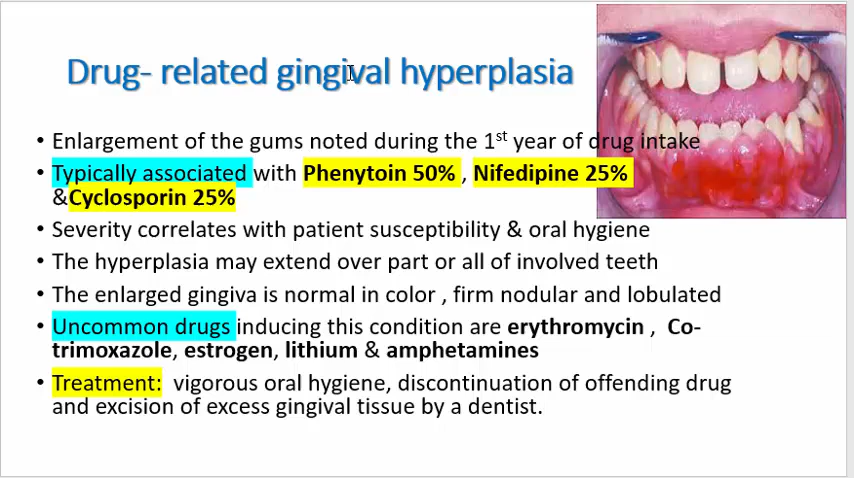 Drug- related gingival hyperplasia
• Enlargement of the gums noted during the 1st year of drug intake
• Typically associated with Phenytoin 50% , Nifedipine 25%
&Cyclosporin 25%
• Severity correlates with patient susceptibility & oral hygiene
• The hyperplasia may extend over part or all of involved teeth
• The enlarged gingiva is normal in color , firm nodular and lobulated
• Uncommon drugs inducing this condition are erythromycin , Co-
trimoxazole, estrogen, lithium & amphetamines
• Treatment: vigorous oral hygiene, discontinuation of offending drug
and excision of excess gingival tissue by a dentist.